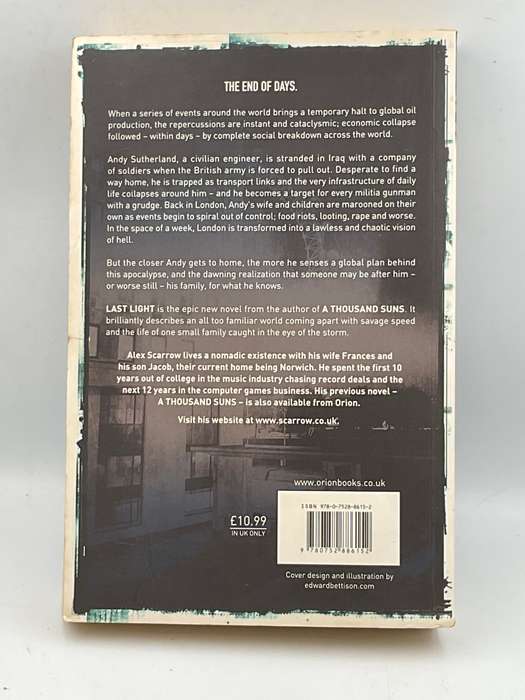 THE END OF DAYS.
When a series of events around the world brings a temporary halt to global oil
production, the repercussions are instant and cataclysmic; economic collapse
followed – within days – by complete social breakdown across the world.
Andy Sutherland, a civilian engineer, is stranded in Iraq with a company
of soldiers when the British army is forced to pull out. Desperate to find a
way home, he is trapped as transport links and the very infrastructure of daily
life collapses around him – and he becomes a target for every militia gunman
with a grudge. Back in London, Andy's wife and children are marooned on their
own as events begin to spiral out of control; food riots, looting, rape and worse.
In the space of a week, London is transformed into a lawless and chaotic vision
of hell.
But the closer Andy gets to home, the more he senses a global plan behind
this apocalypse, and the dawning realization that someone may be after him –
or worse still – his family, for what he knows.
LAST LIGHT is the epic new novel from the author of A THOUSAND SUNS. It
brilliantly describes an all too familiar world coming apart with savage speed
and the life of one small family caught in the eye of the storm.
Alex Scarrow lives a nomadic existence with his wife Frances and
his son Jacob, their current home being Norwich. He spent the first 10
years out of college in the music industry chasing record deals and the
next 12 years in the computer games business. His previous novel –
A THOUSAND SUNS – is also available from Orion.
Visit his website at www.scarrow.co.uk.
www.orionbooks.co.uk
ISBN 978-0-7528-8615-2
£10.99
IN UK ONLY
9 780752 886152
Cover design and illustration by
edwardbettison.com